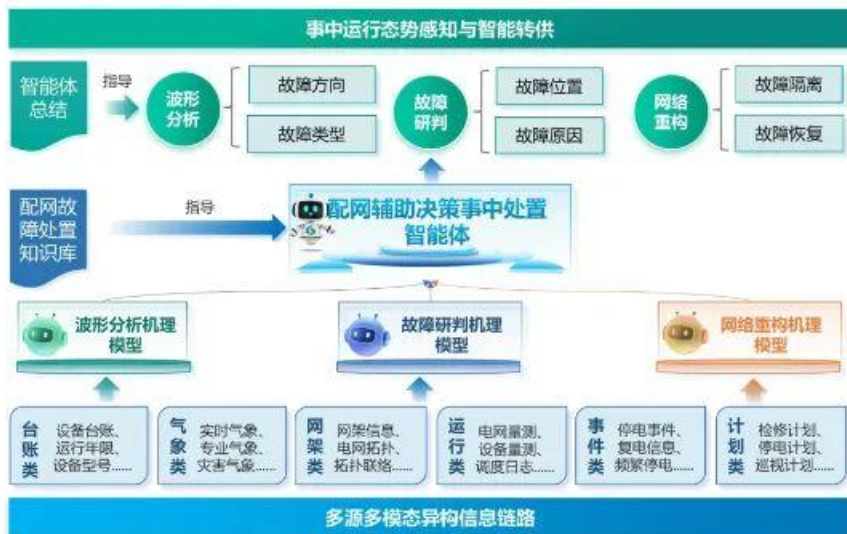 事中运行态势感知与智能转供
智能体
总结
指导
波形
分析
故障方向
故障类型
故障
研判
故障位置
故障原因
网络
重构
故障隔离
故障恢复
配网故
障处置
知识库
指导
配网辅助决策事中处置
智能体
波形分析机理
模型
故障研判机理
模型
网络重构机理
模型
台账类
设备台账、
运行年限、
设备型号......
气象类
实时气象、
专业气象、
灾害气象......
网架类
网架信息、
电网拓扑、
拓扑联络......
运行类
电网量测、
设备量测、
调度日志......
事件类
停电事件、
复电信息、
频繁停电......
计划类
检修计划、
停电计划、
巡视计划......
多源多模态异构信息链路